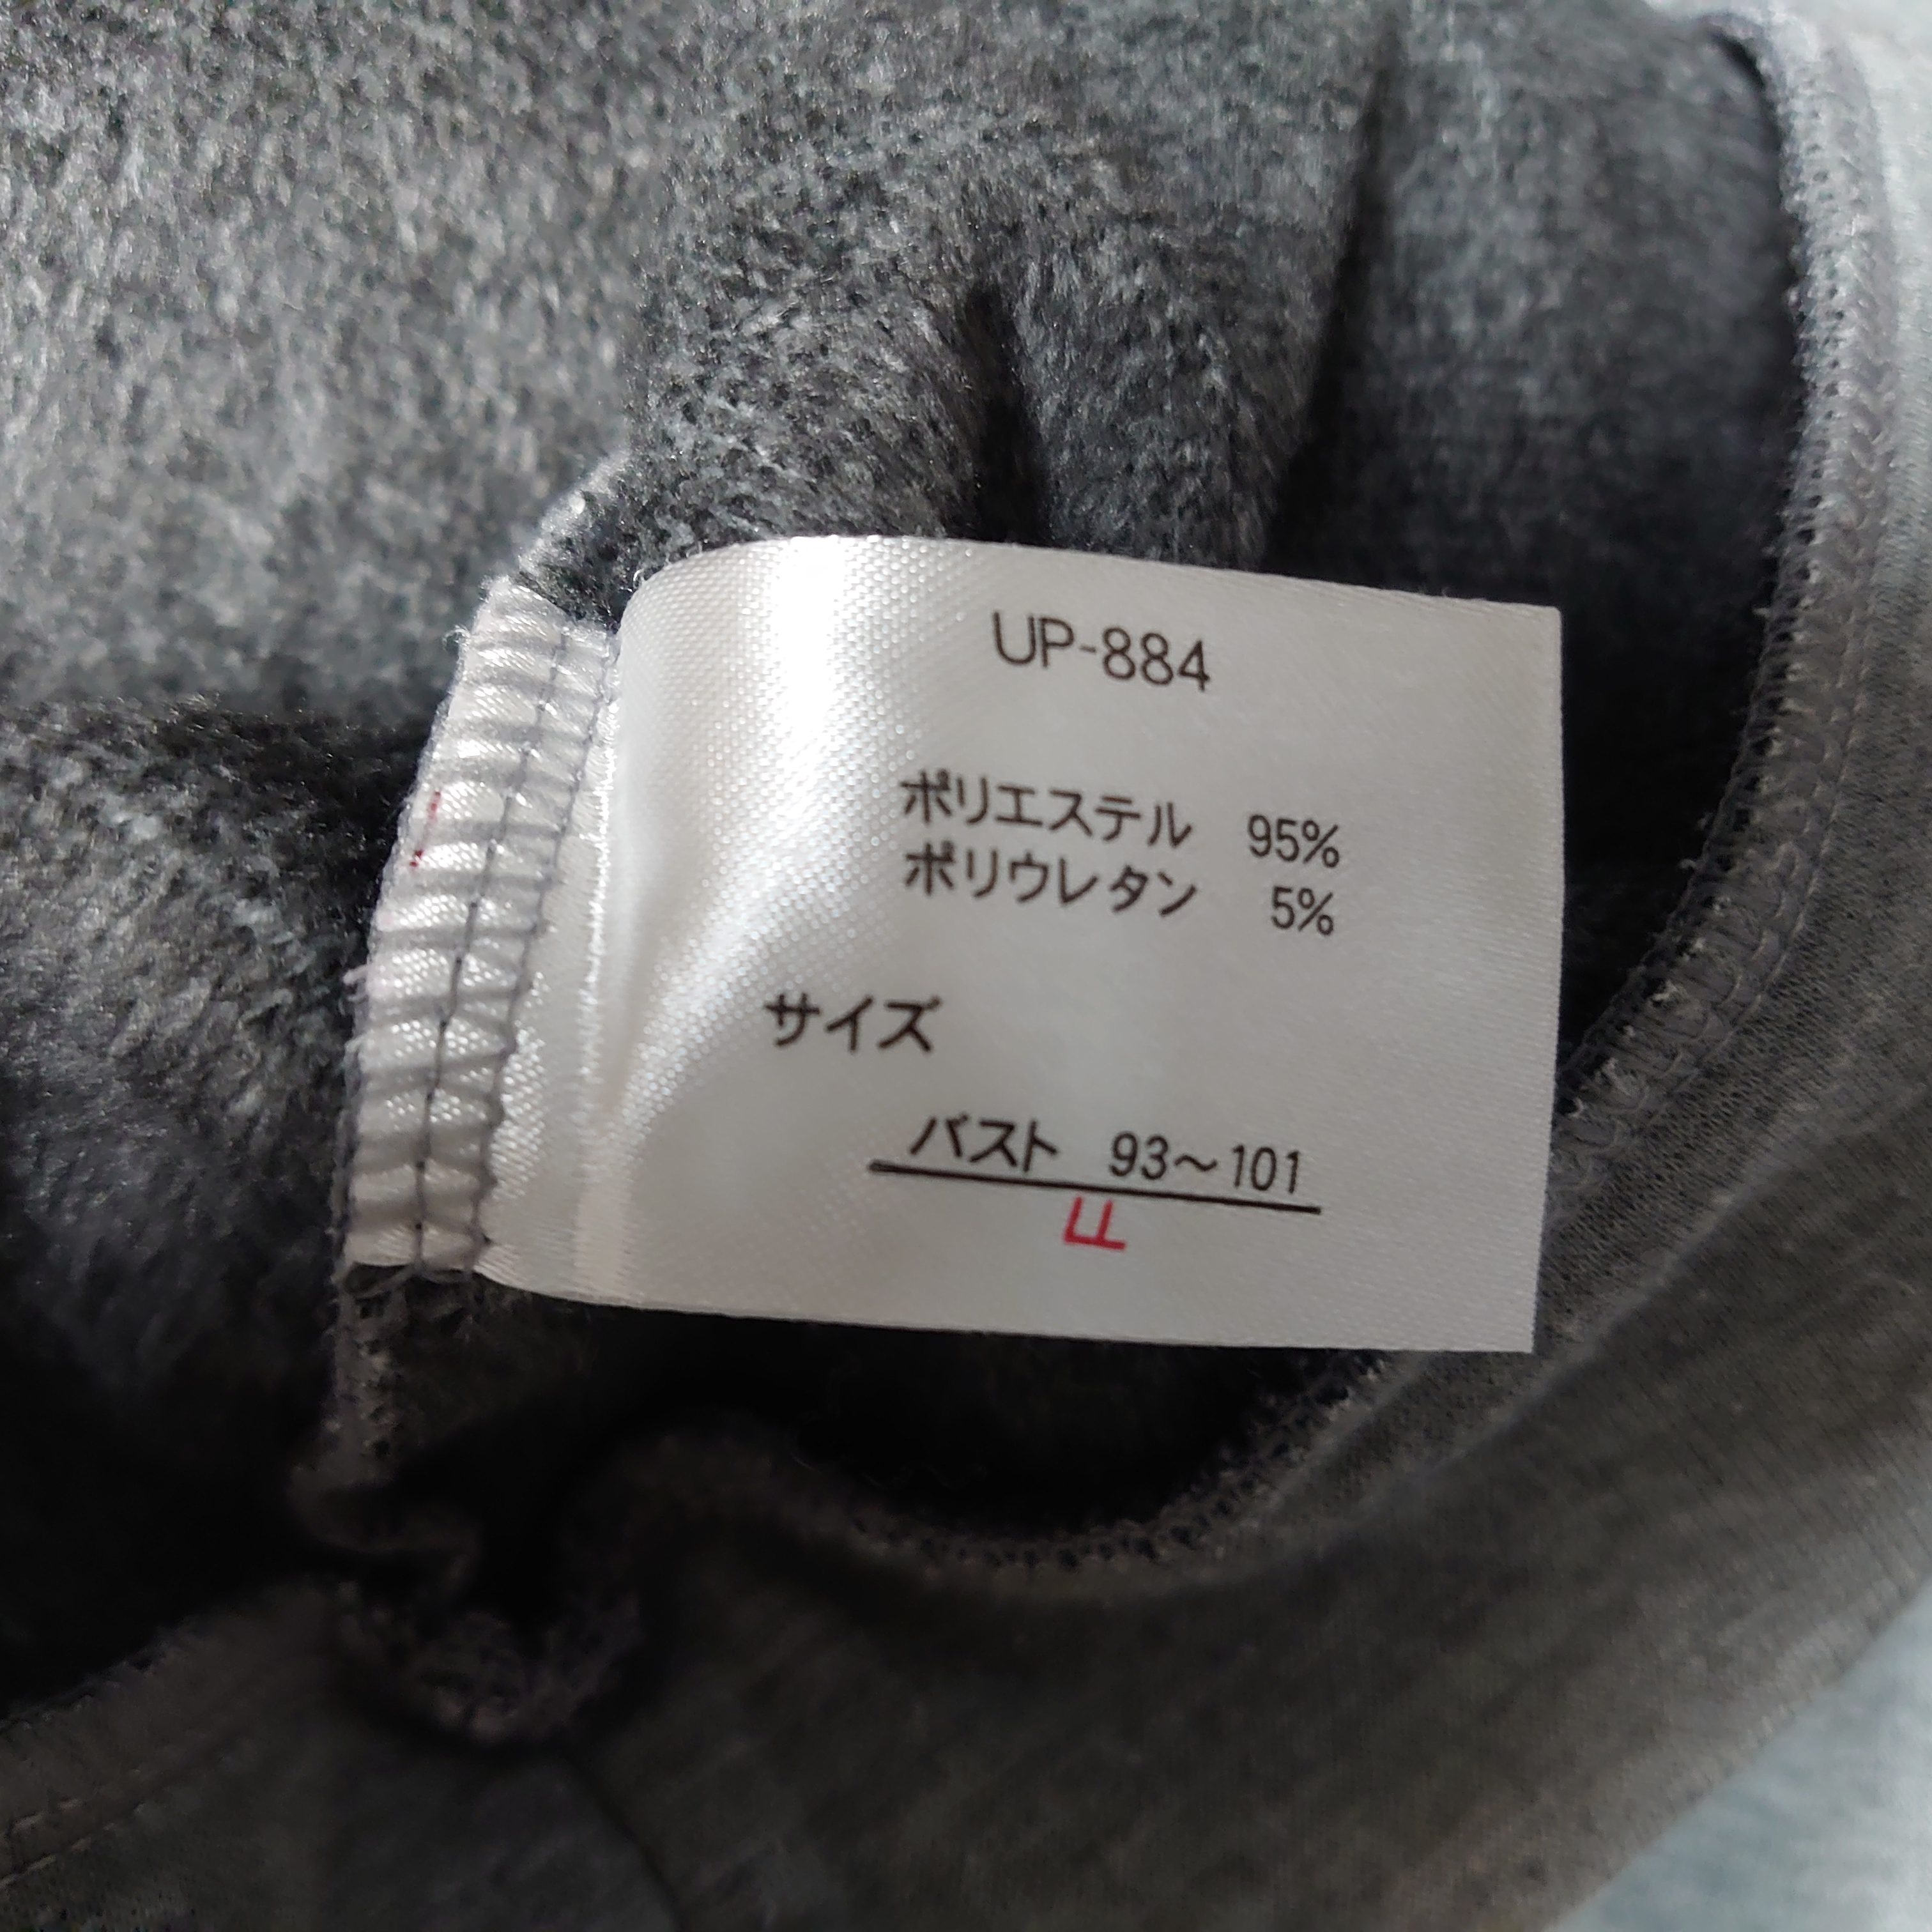 UP-884
ポリエステル 95%
ポリウレタン 5%
サイズ
バスト 93～101
LL